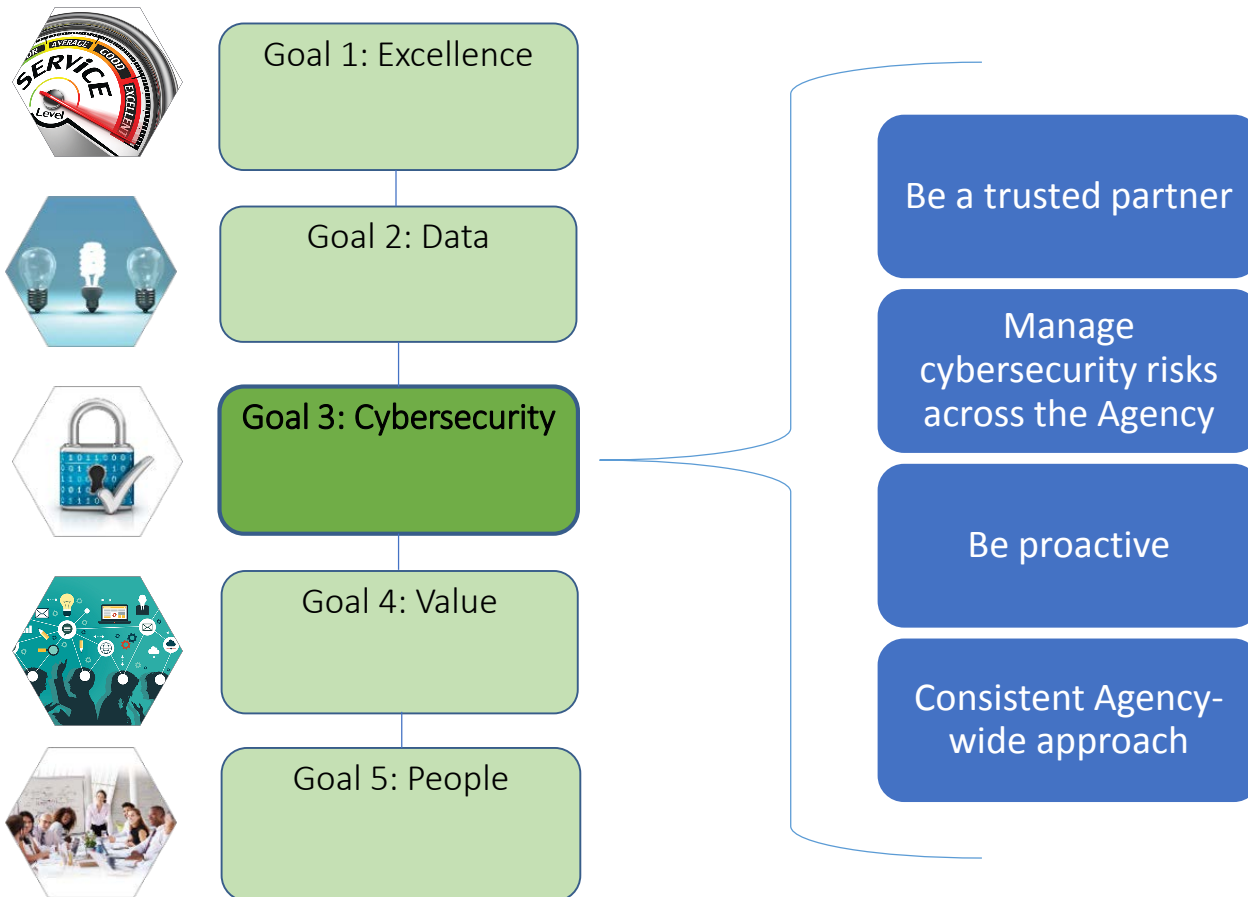 AVERAGE
GOOD
EXCELLENT
SERViCE
Level
Goal 1: Excellence
Goal 2: Data
Goal 3: Cybersecurity
Goal 4: Value
Goal 5: People
Be a trusted partner
Manage
cybersecurity risks
across the Agency
Be proactive
Consistent Agency-
wide approach